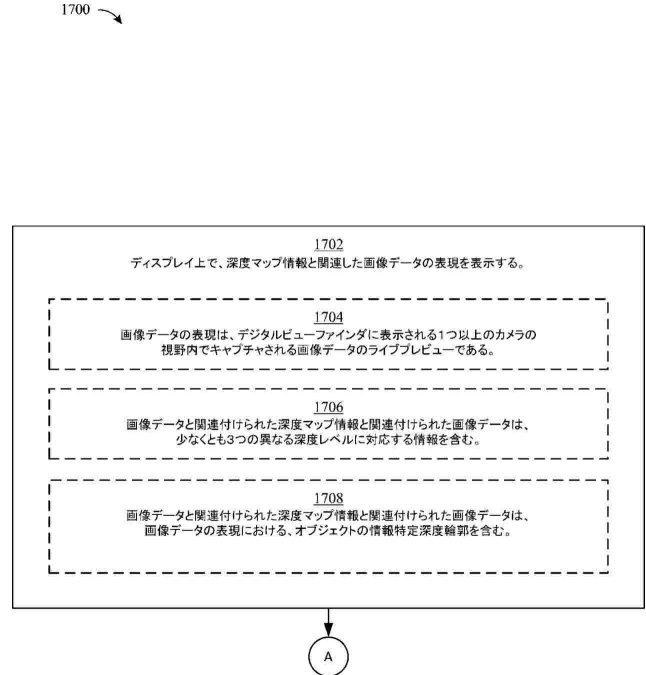 1700
1702
ディスプレイ上で、深度マップ情報と関連した画像データの表現を表示する。
1704
画像データの表現は、デジタルビューファインダに表示される1つ以上のカメラの
視野内でキャプチャされる画像データのライブプレビューである。
1706
画像データと関連付けられた深度マップ情報と関連付けられた画像データは、
少なくとも3つの異なる深度レベルに対応する情報を含む。
1708
画像データと関連付けられた深度マップ情報と関連付けられた画像データは、
画像データの表現における、オブジェクトの情報特定深度輪郭を含む。
A